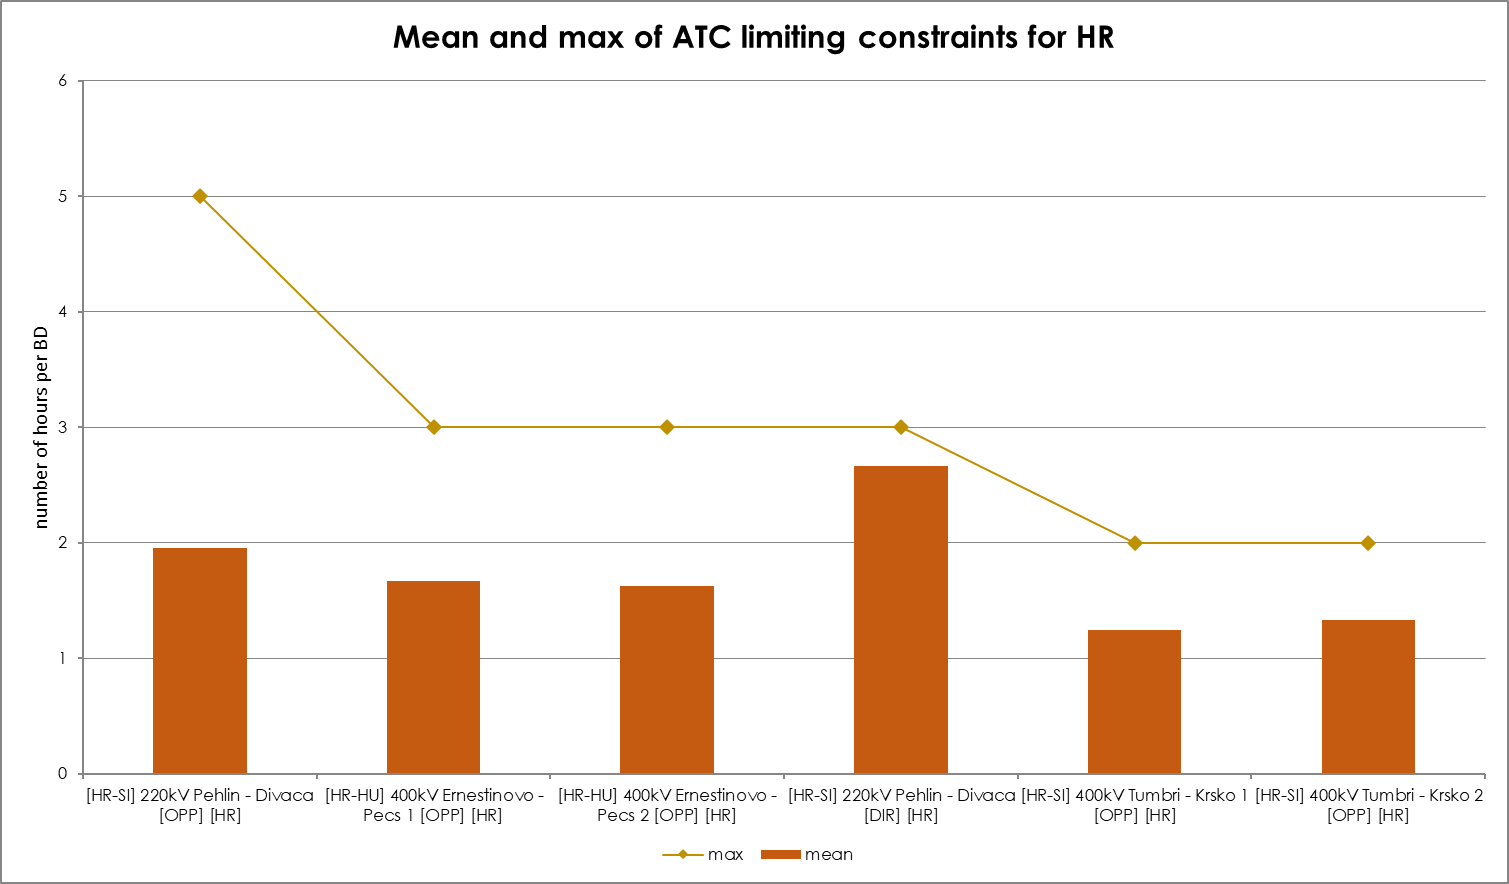 Mean and max of ATC limiting constraints for HR
6
5
4
3
2
1
0
number of hours per BD
[HR-SI] 220kV Pehlin - Divaca
[OPP] [HR]
[HR-HU] 400kV Ernestinovo -
Pecs 1 [OPP] [HR]
[HR-HU] 400kV Ernestinovo -
Pecs 2 [OPP] [HR]
[HR-SI] 220kV Pehlin - Divaca
[DIR] [HR]
[HR-SI] 400kV Tumbri - Krsko 1
[OPP] [HR]
[HR-SI] 400kV Tumbri - Krsko 2
[OPP] [HR]
max
mean